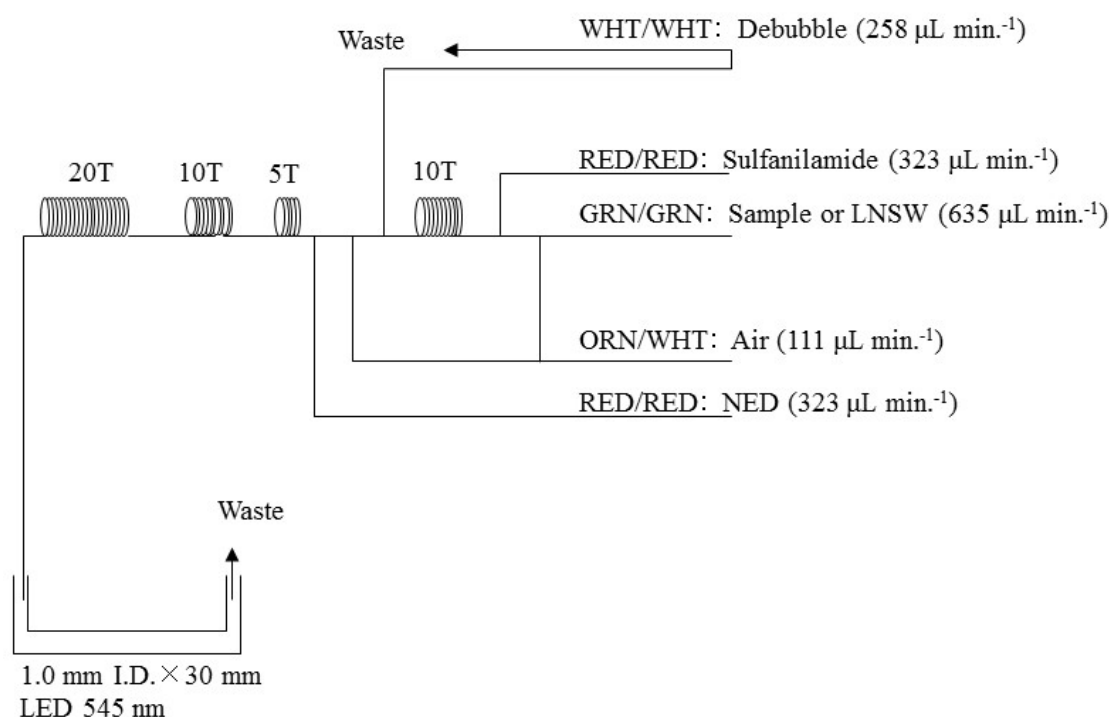 WHT/WHT: Debubble (258 μL min.⁻¹)
Waste
20T
10T
5T
10T
RED/RED: Sulfanilamide (323 μL min.⁻¹)
GRN/GRN: Sample or LNSW (635 μL min.⁻¹)
ORN/WHT: Air (111 μL min.⁻¹)
RED/RED: NED (323 μL min.⁻¹)
Waste
1.0 mm I.D.×30 mm
LED 545 nm